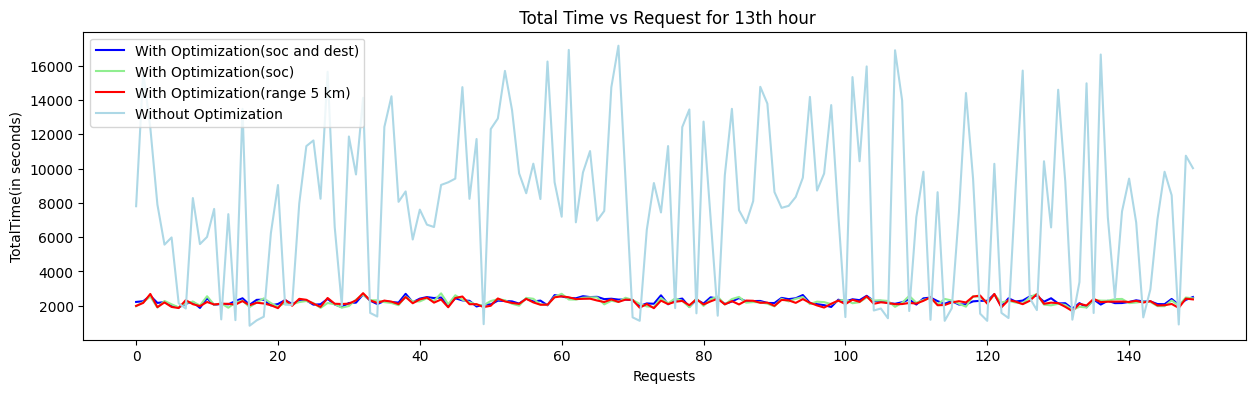 Total Time vs Request for 13th hour
With Optimization(soc and dest)
With Optimization(soc)
With Optimization(range 5 km)
Without Optimization
TotalTime(in seconds)
16000
14000
12000
10000
8000
6000
4000
2000
0 20 40 60 80 100 120 140
Requests